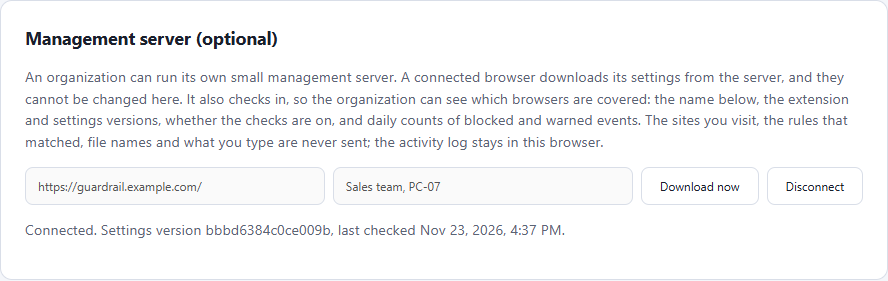 Management server (optional)
An organization can run its own small management server. A connected browser downloads its settings from the server, and they
cannot be changed here. It also checks in, so the organization can see which browsers are covered: the name below, the extension
and settings versions, whether the checks are on, and daily counts of blocked and warned events. The sites you visit, the rules that
matched, file names and what you type are never sent; the activity log stays in this browser.
https://guardrail.example.com/
Sales team, PC-07
Download now
Disconnect
Connected. Settings version bbbd6384c0ce009b, last checked Nov 23, 2026, 4:37 PM.